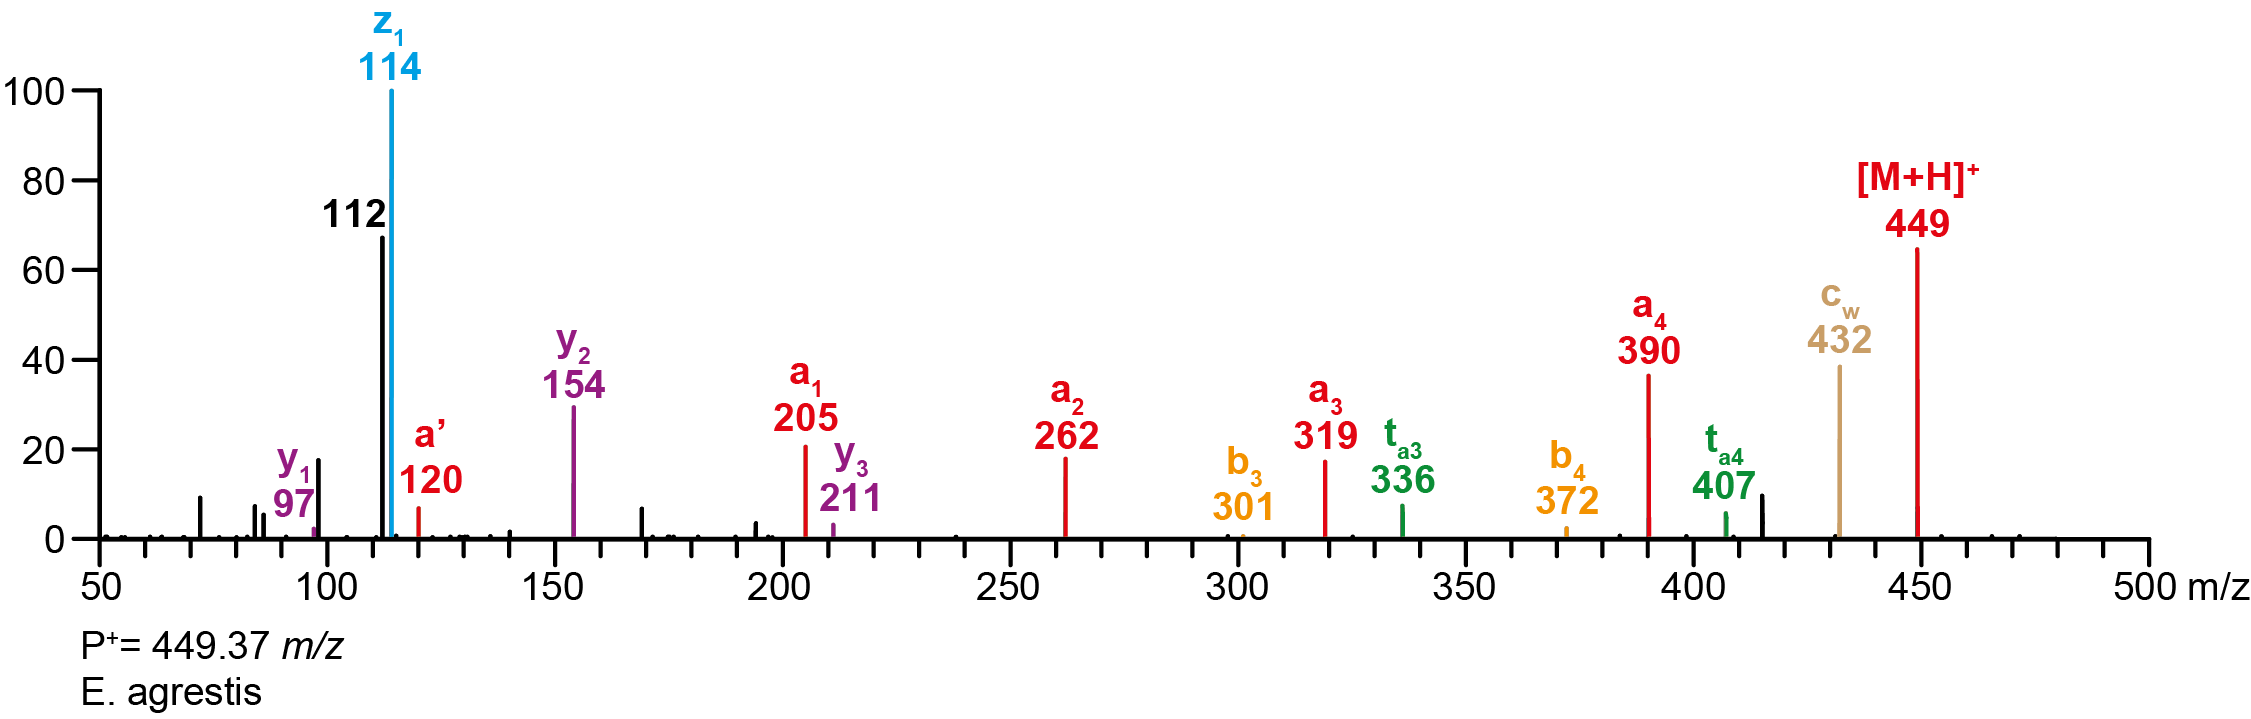 z1
114
100
112
[M+H]+
80
449
60
cw
432
a4
390
y2
154
40
a1
205
a2
262
a3
319
ta3
336
y3
211
b3
301
b4
372
ta4
407
a’
120
20
y1
97
0
50 100 150 200 250 300 350 400 450 500 m/z
P+= 449.37 m/z
E. agrestis